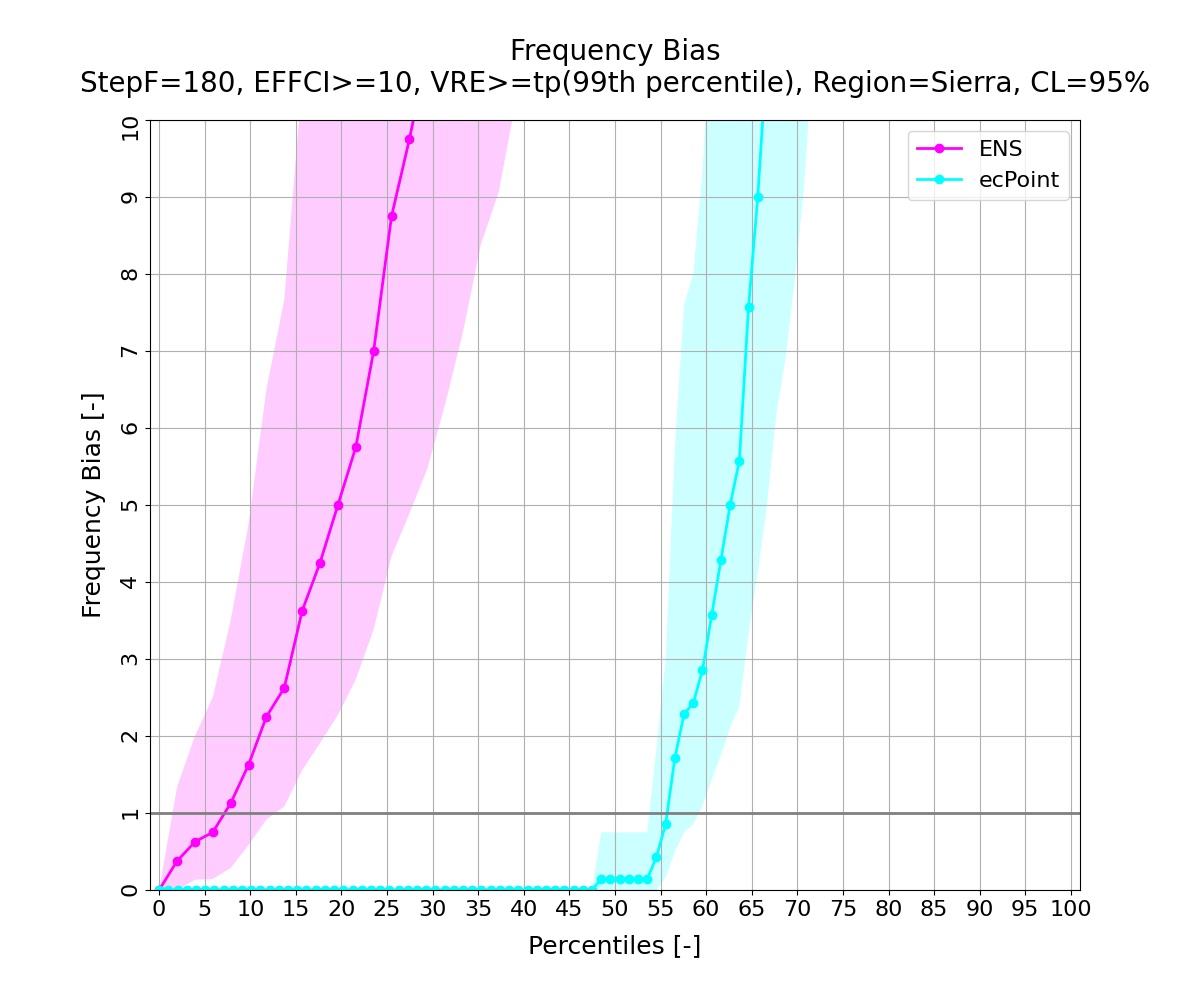 Frequency Bias
StepF=180, EFFCI>=10, VRE>=tp(99th percentile), Region=Sierra, CL=95%
ENS
ecPoint
Frequency Bias [-]
10
9
8
7
6
5
4
3
2
1
0
0 5 10 15 20 25 30 35 40 45 50 55 60 65 70 75 80 85 90 95 100
Percentiles [-]